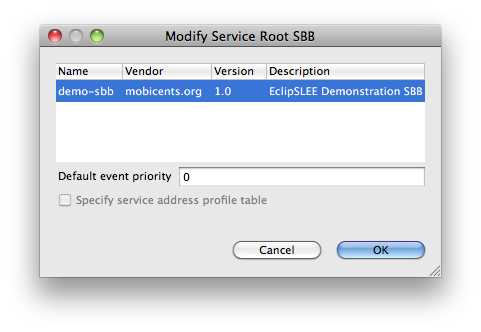 Modify Service Root SBB
Name Vendor Version Description
demo-sbb mobicents.org 1.0 EclipSLEE Demonstration SBB
Default event priority 0
Specify service address profile table
Cancel OK